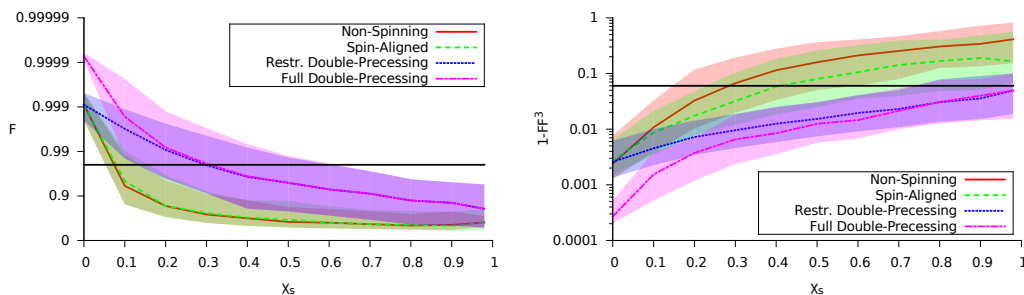 0.99999
0.9999
0.999
0.99
0.9
0
F
0 0.1 0.2 0.3 0.4 0.5 0.6 0.7 0.8 0.9 1
χs
Non-Spinning
Spin-Aligned
Restr. Double-Precessing
Full Double-Precessing
1
0.1
0.01
0.001
0.0001
1-FF³
0 0.1 0.2 0.3 0.4 0.5 0.6 0.7 0.8 0.9 1
χs
Non-Spinning
Spin-Aligned
Restr. Double-Precessing
Full Double-Precessing